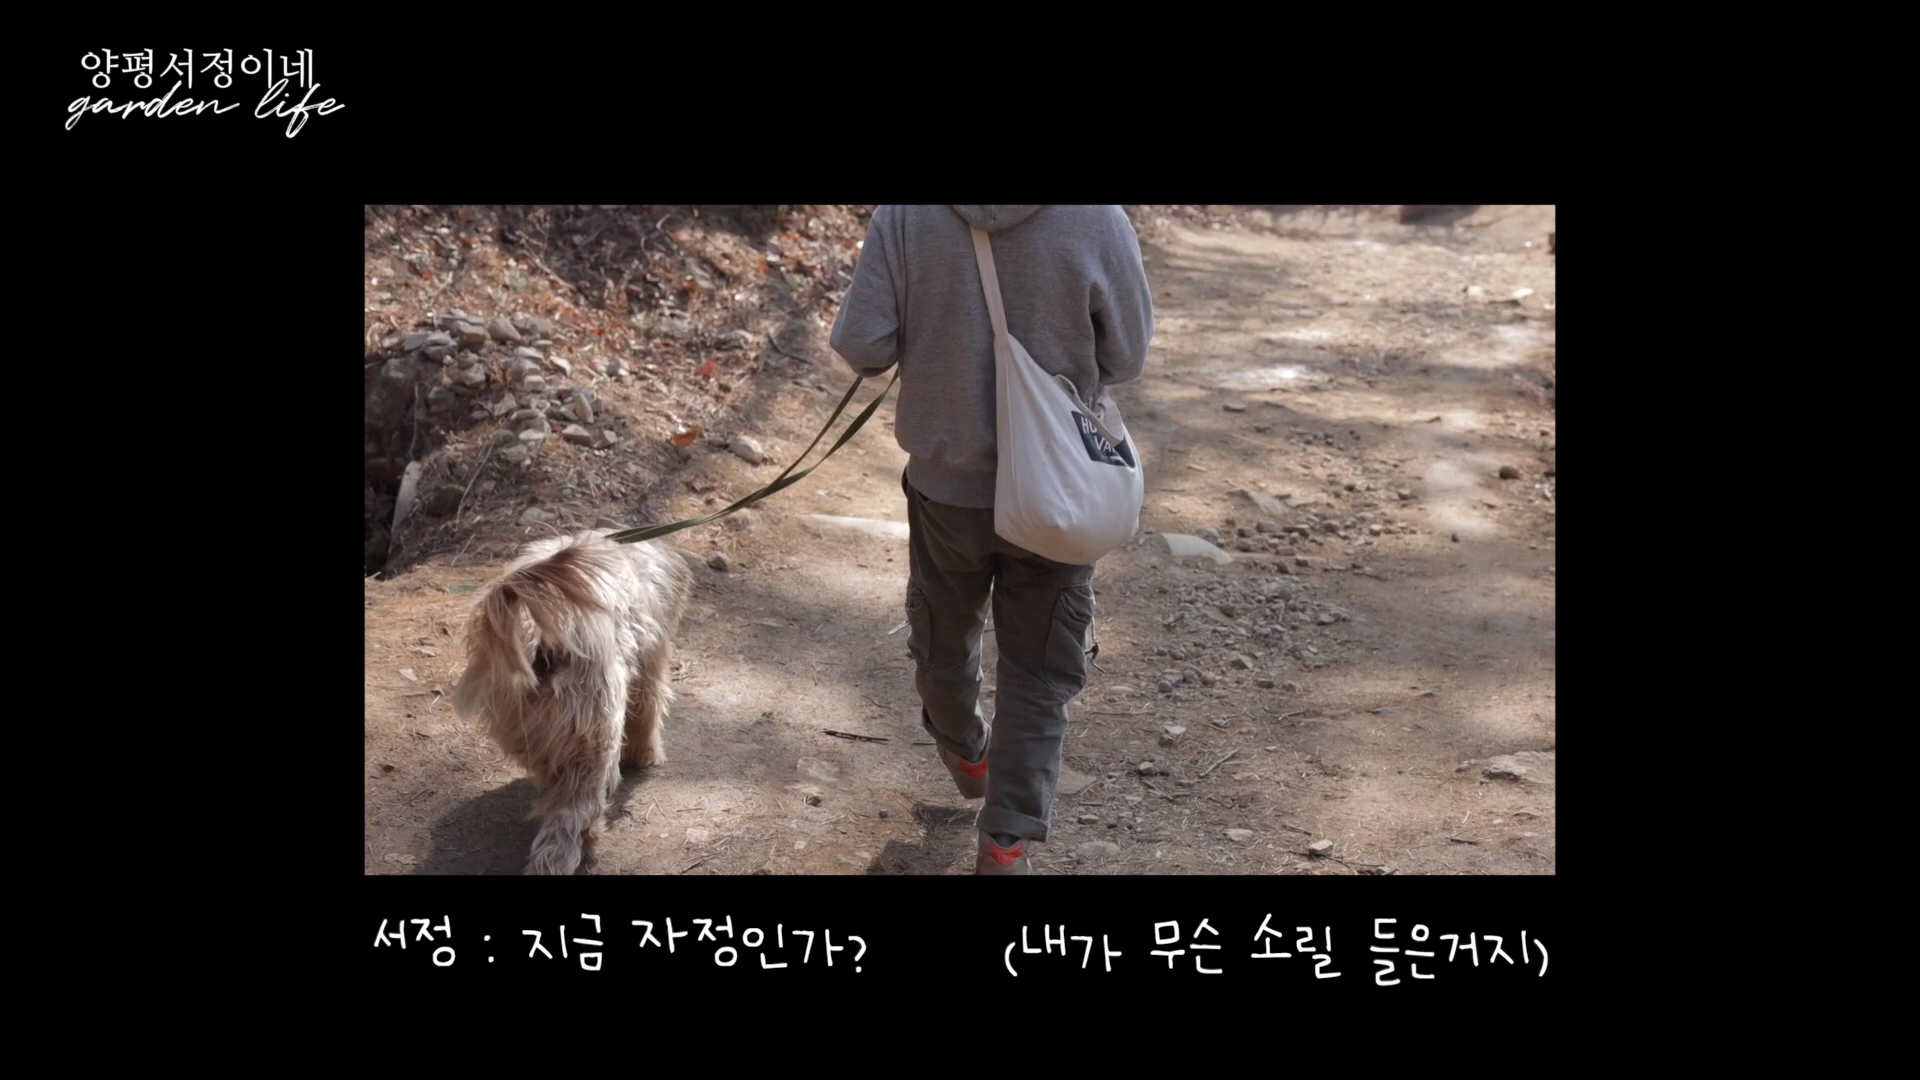 양평서정이네
garden life
서정 : 지금 자정인가? (내가 무슨 소릴 들은거지)